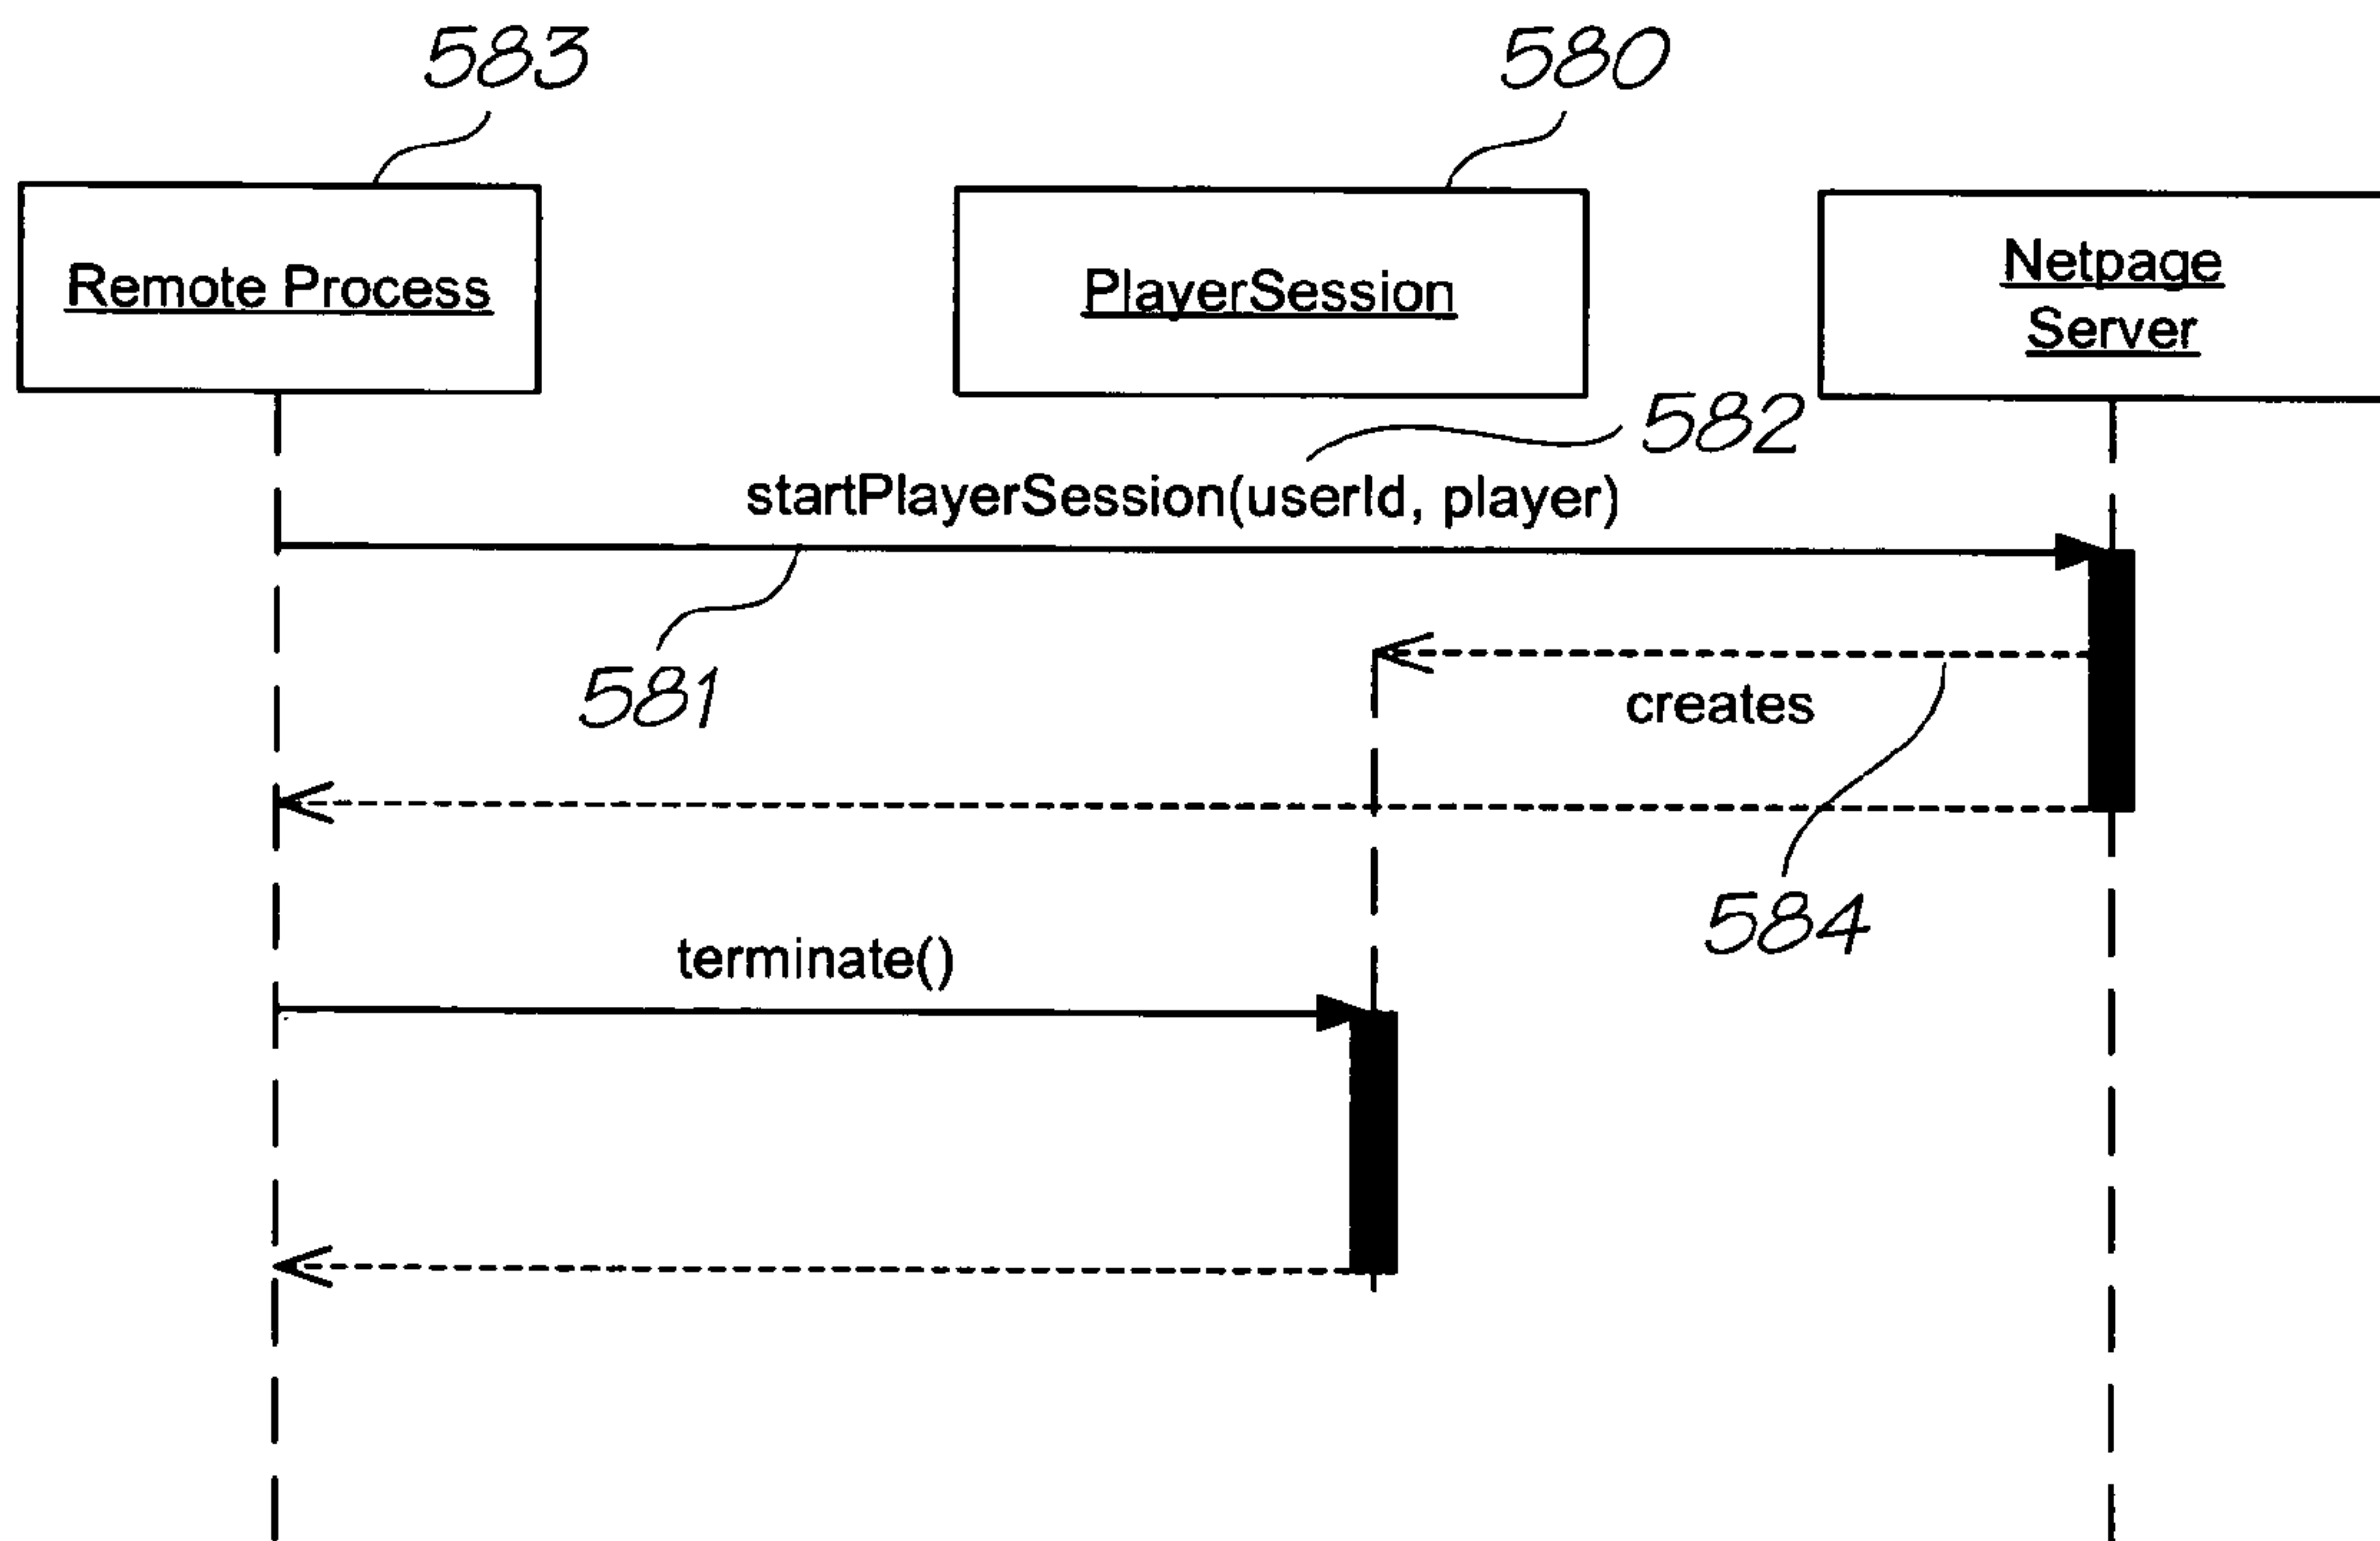 583
580
Remote Process
PlayerSession
Netpage
Server
582
startPlayerSession(userId, player)
581
creates
584
terminate()